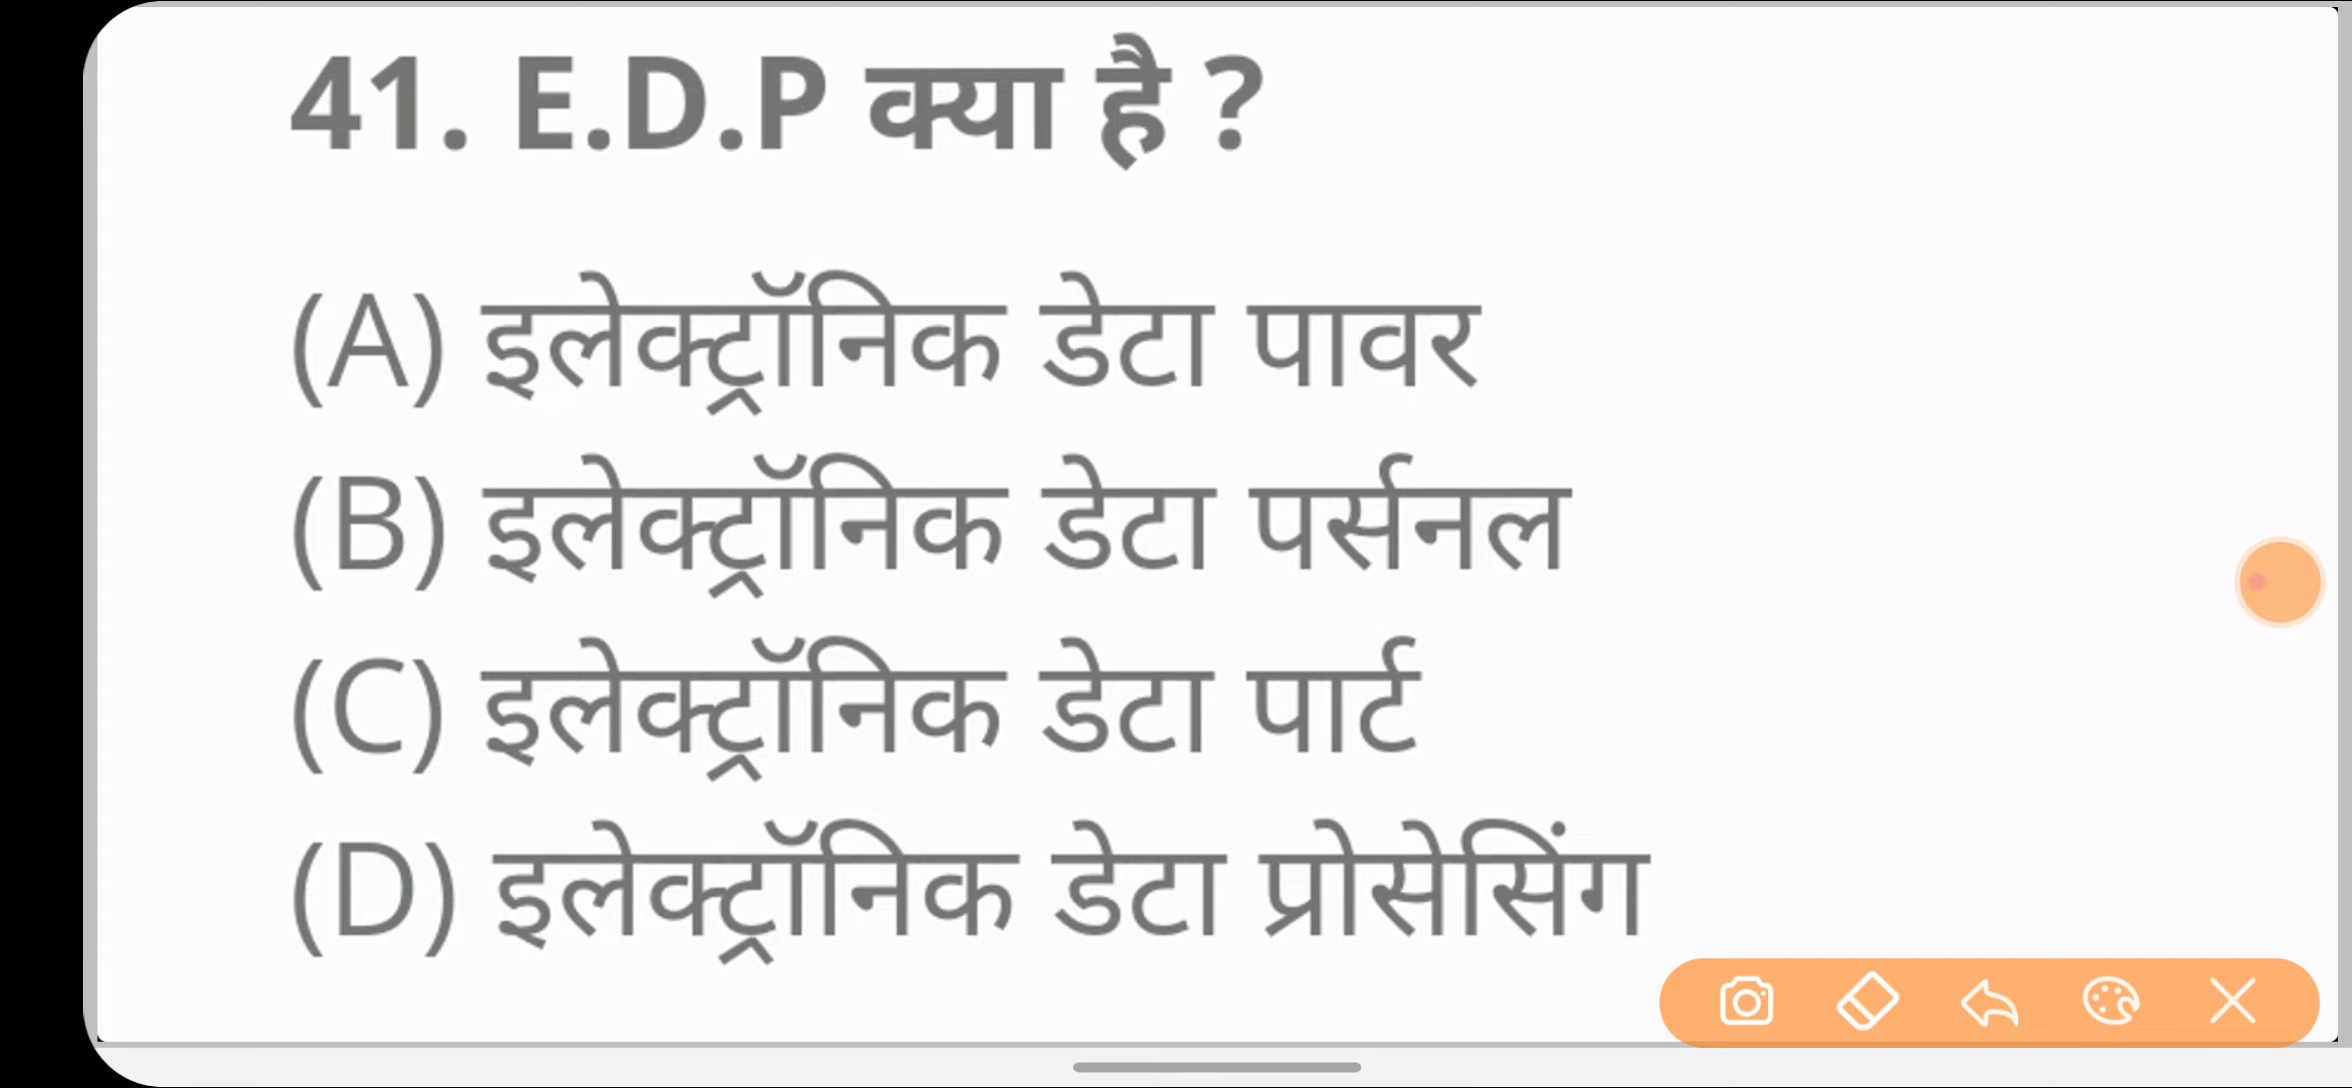 41. E.D.P क्या है ?
(A) इलेक्ट्रॉनिक डेटा पावर
(B) इलेक्ट्रॉनिक डेटा पर्सनल
(C) इलेक्ट्रॉनिक डेटा पार्ट
(D) इलेक्ट्रॉनिक डेटा प्रोसेसिंग